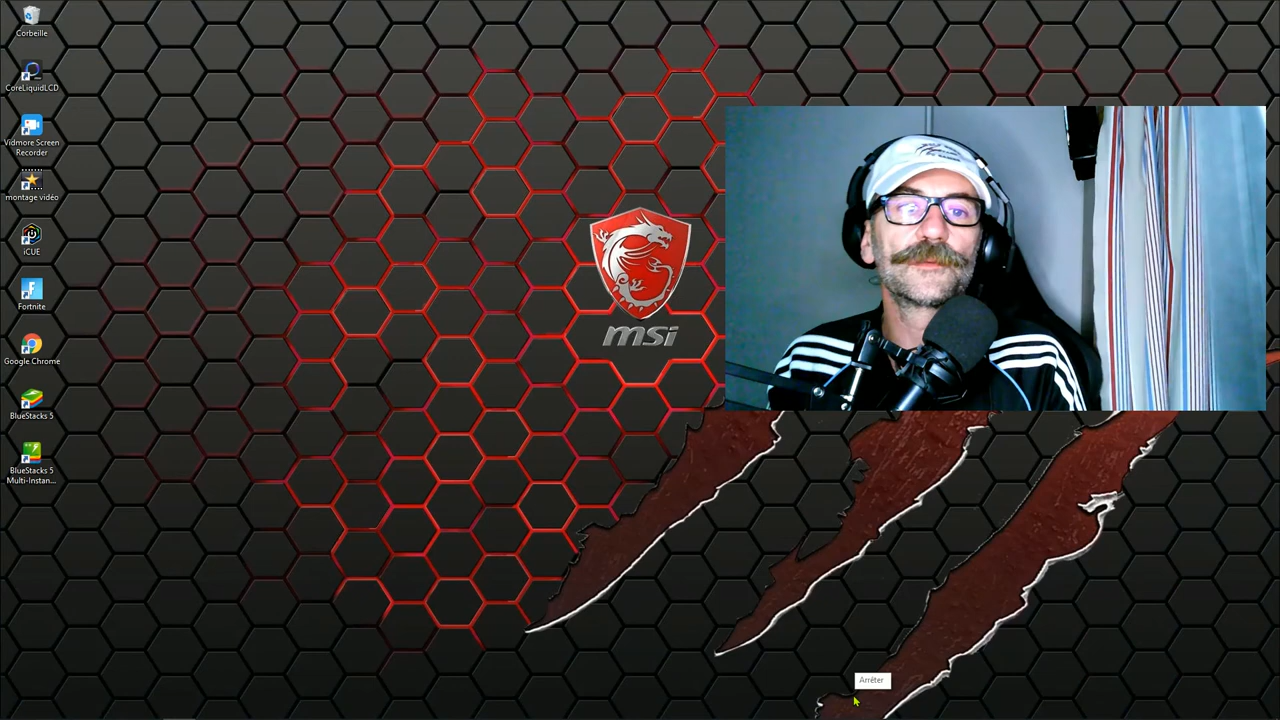 Corbeille
CoreLiquidLCD
Vidmore Screen
Recorder
montage vidéo
iCUE
Fortnite
Google Chrome
BlueStacks 5
BlueStacks 5
Multi-Instan...
msi
Arrêter